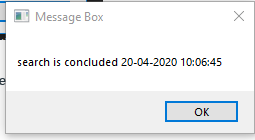 Message Box
search is concluded 20-04-2020 10:06:45
OK